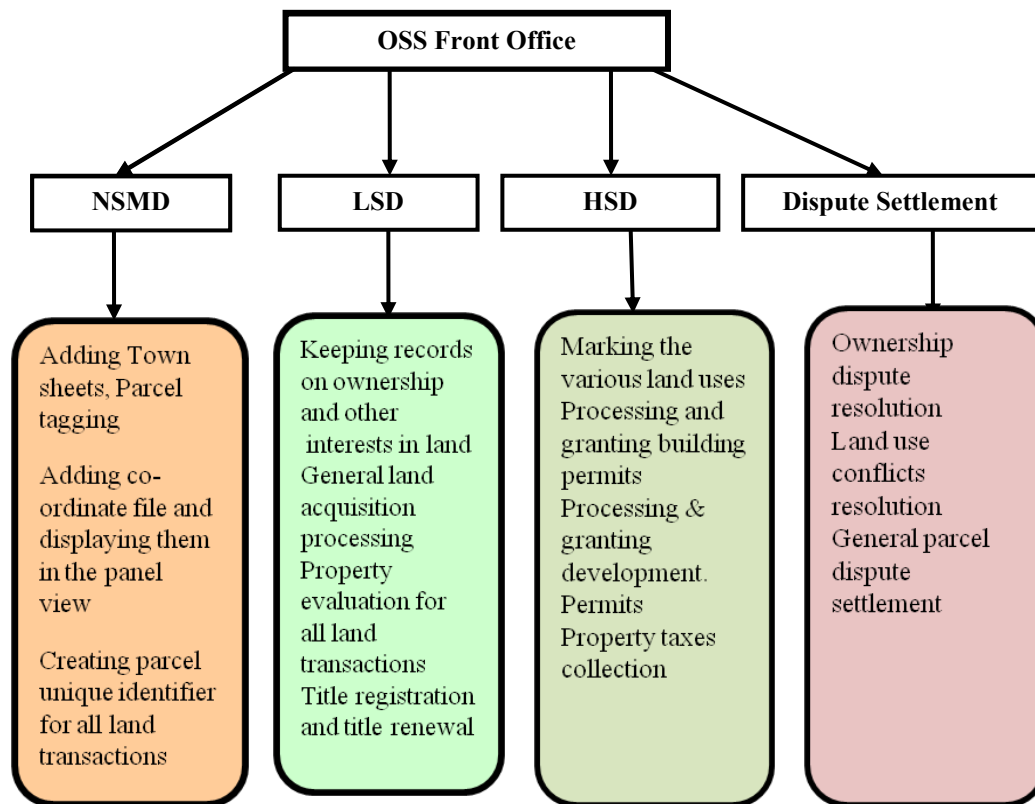 OSS Front Office
NSMD
LSD
HSD
Dispute Settlement
Adding Town
sheets, Parcel
tagging
Adding co-
ordinate file and
displaying them
in the panel
view
Creating parcel
unique identifier
for all land
transactions
Keeping records
on ownership
and other
interests in land
General land
acquisition
processing
Property
evaluation for
all land
transactions
Title registration
and title renewal
Marking the
various land uses
Processing and
granting building
permits
Processing &
granting
development.
Permits
Property taxes
collection
Ownership
dispute
resolution
Land use
conflicts
resolution
General parcel
dispute
settlement